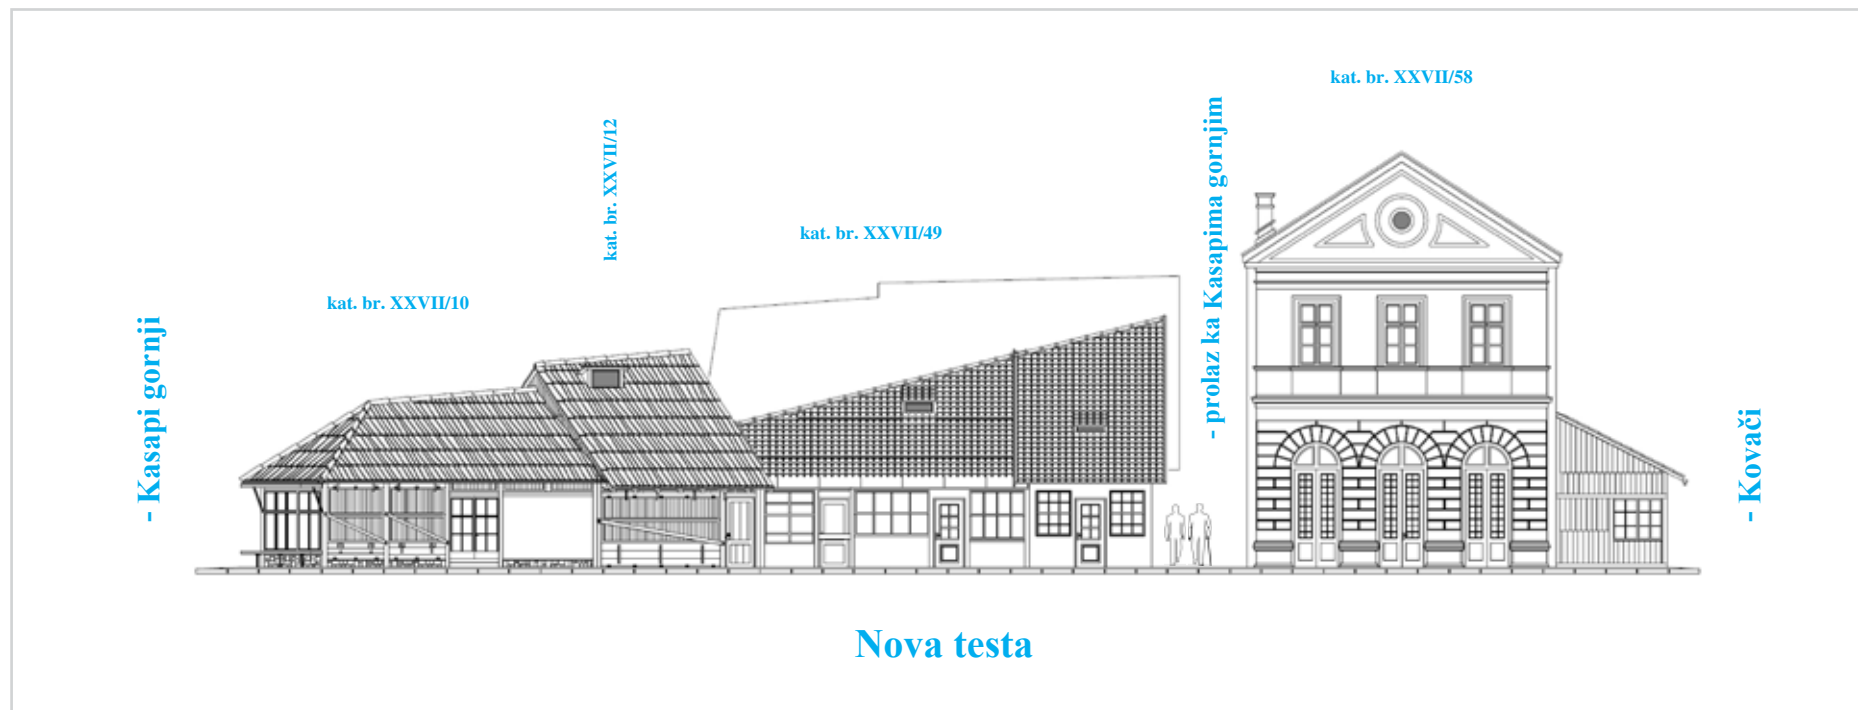 - Kasapi gornji
kat. br. XXVII/10
kat. br. XXVII/12
kat. br. XXVII/49
- prolaz ka Kasapima gornjim
kat. br. XXVII/58
- Kovači
Nova testa